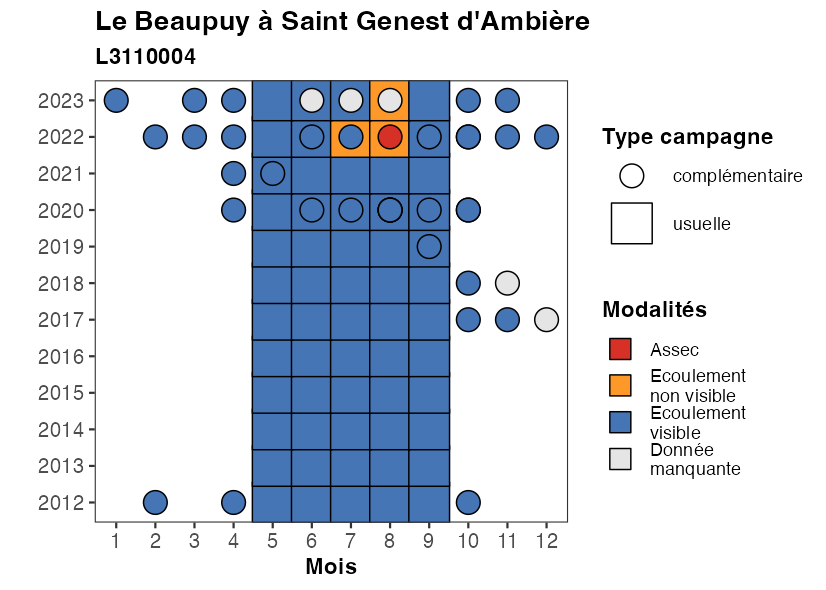 Le Beaupuy à Saint Genest d'Ambière
L3110004
2023
2022
2021
2020
2019
2018
2017
2016
2015
2014
2013
2012
1 2 3 4 5 6 7 8 9 10 11 12
Mois
Type campagne
complémentaire
usuelle
Modalités
Assec
Ecoulement
non visible
Ecoulement
visible
Donnée
manquante